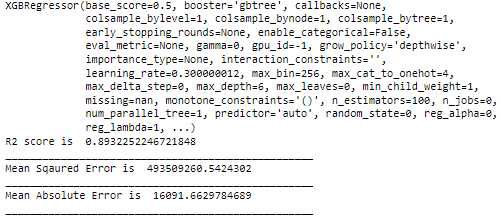 XGBRegressor(base_score=0.5, booster='gbtree', callbacks=None,
colsample_bylevel=1, colsample_bynode=1, colsample_bytree=1,
early_stopping_rounds=None, enable_categorical=False,
eval_metric=None, gamma=0, gpu_id=-1, grow_policy='depthwise',
importance_type=None, interaction_constraints='',
learning_rate=0.300000012, max_bin=256, max_cat_to_onehot=4,
max_delta_step=0, max_depth=6, max_leaves=0, min_child_weight=1,
missing=nan, monotone_constraints='()', n_estimators=100, n_jobs=0,
num_parallel_tree=1, predictor='auto', random_state=0, reg_alpha=0,
reg_lambda=1, ...)
R2 score is  0.8932252246721848
Mean Sqaured Error is  493509260.5424302
Mean Absolute Error is  16091.6629784689